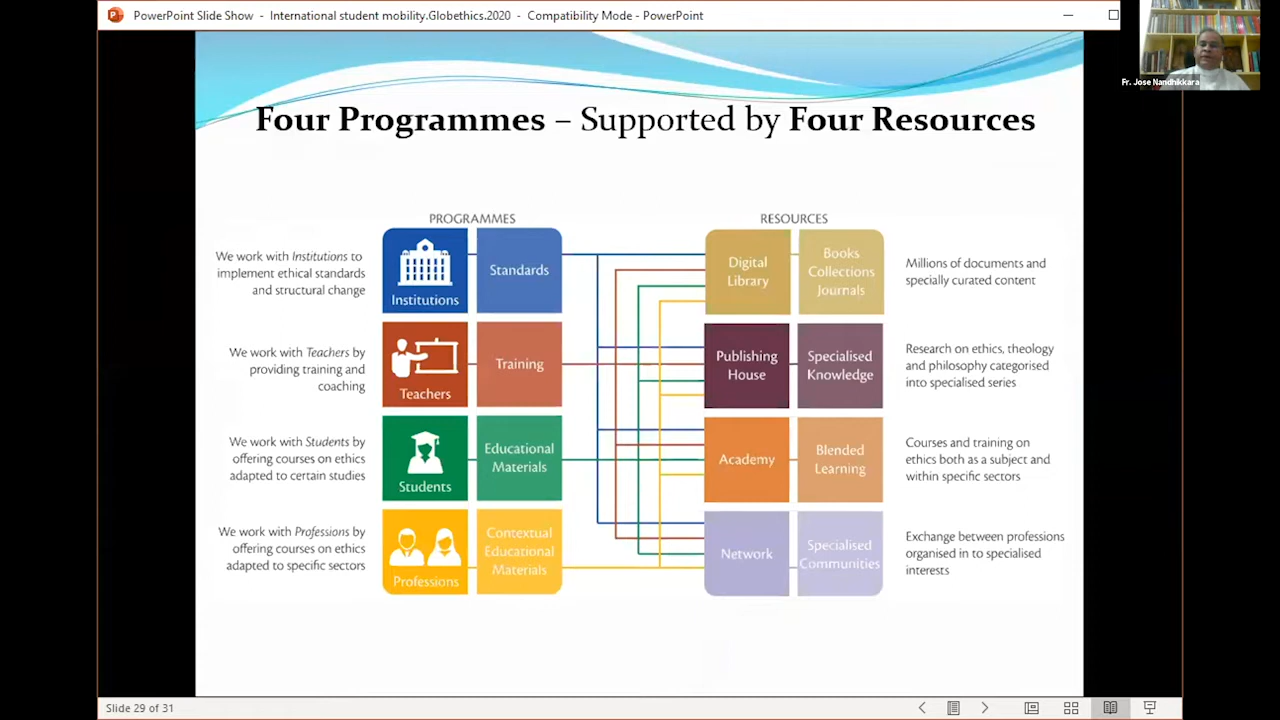 PowerPoint Slide Show - International student mobility.Globethics.2020 - Compatibility Mode - PowerPoint
Fr. Jose Nandhikkara
Four Programmes – Supported by Four Resources
PROGRAMMES
RESOURCES
We work with Institutions to
implement ethical standards
and structural change
Institutions
Standards
Digital
Library
Books
Collections
Journals
Millions of documents and
specially curated content
We work with Teachers by
providing training and
coaching
Teachers
Training
Publishing
House
Specialised
Knowledge
Research on ethics, theology
and philosophy categorised
into specialised series
We work with Students by
offering courses on ethics
adapted to certain studies
Students
Educational
Materials
Academy
Blended
Learning
Courses and training on
ethics both as a subject and
within specific sectors
We work with Professions by
offering courses on ethics
adapted to specific sectors
Professions
Contextual
Educational
Materials
Network
Specialised
Communities
Exchange between professions
organised in to specialised
interests
Slide 29 of 31